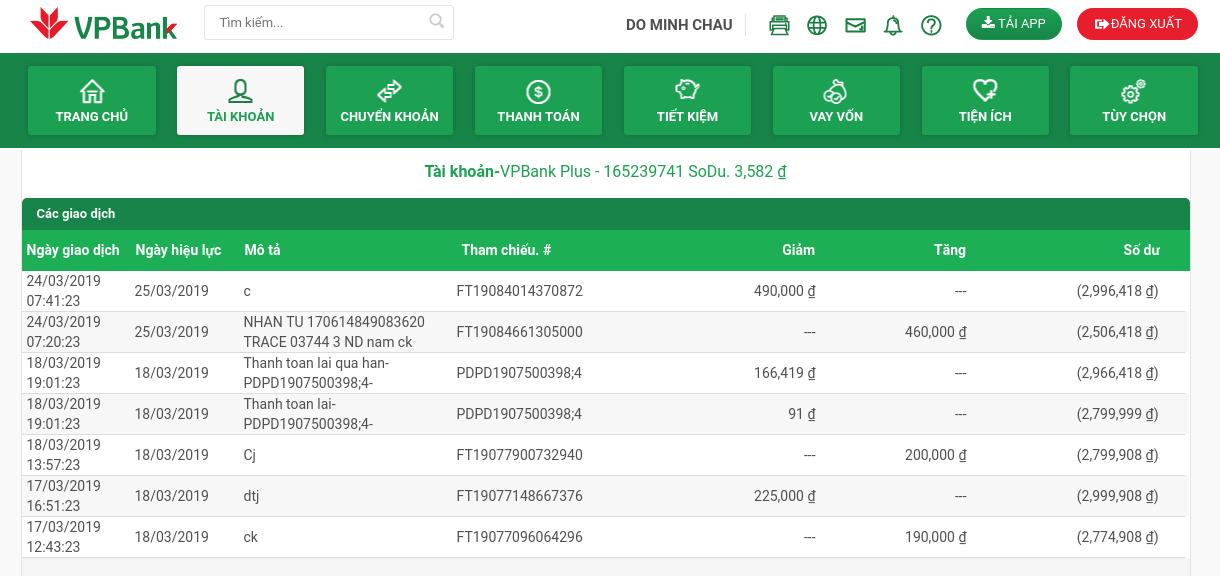 VPBank
Tìm kiếm...
DO MINH CHAU
TẢI APP
ĐĂNG XUẤT
TRANG CHỦ
TÀI KHOẢN
CHUYỂN KHOẢN
THANH TOÁN
TIẾT KIỆM
VAY VỐN
TIỆN ÍCH
TÙY CHỌN
Tài khoản-VPBank Plus - 165239741 SoDu. 3,582 ₫
Các giao dịch
Ngày giao dịch Ngày hiệu lực Mô tả Tham chiếu. # Giảm Tăng Số dư
24/03/2019
07:41:23 25/03/2019 c FT19084014370872 490,000 ₫ --- (2,996,418 ₫)
24/03/2019 NHAN TU 170614849083620
07:20:23 25/03/2019 TRACE 03744 3 ND nam ck FT19084661305000 --- 460,000 ₫ (2,506,418 ₫)
18/03/2019 Thanh toan lai qua han-
19:01:23 18/03/2019 PDPD1907500398;4- PDPD1907500398;4 166,419 ₫ --- (2,966,418 ₫)
18/03/2019 Thanh toan lai-
19:01:23 18/03/2019 PDPD1907500398;4- PDPD1907500398;4 91 ₫ --- (2,799,999 ₫)
18/03/2019
13:57:23 18/03/2019 Cj FT19077900732940 --- 200,000 ₫ (2,799,908 ₫)
17/03/2019
16:51:23 18/03/2019 dtj FT19077148667376 225,000 ₫ --- (2,999,908 ₫)
17/03/2019
12:43:23 18/03/2019 ck FT19077096064296 --- 190,000 ₫ (2,774,908 ₫)